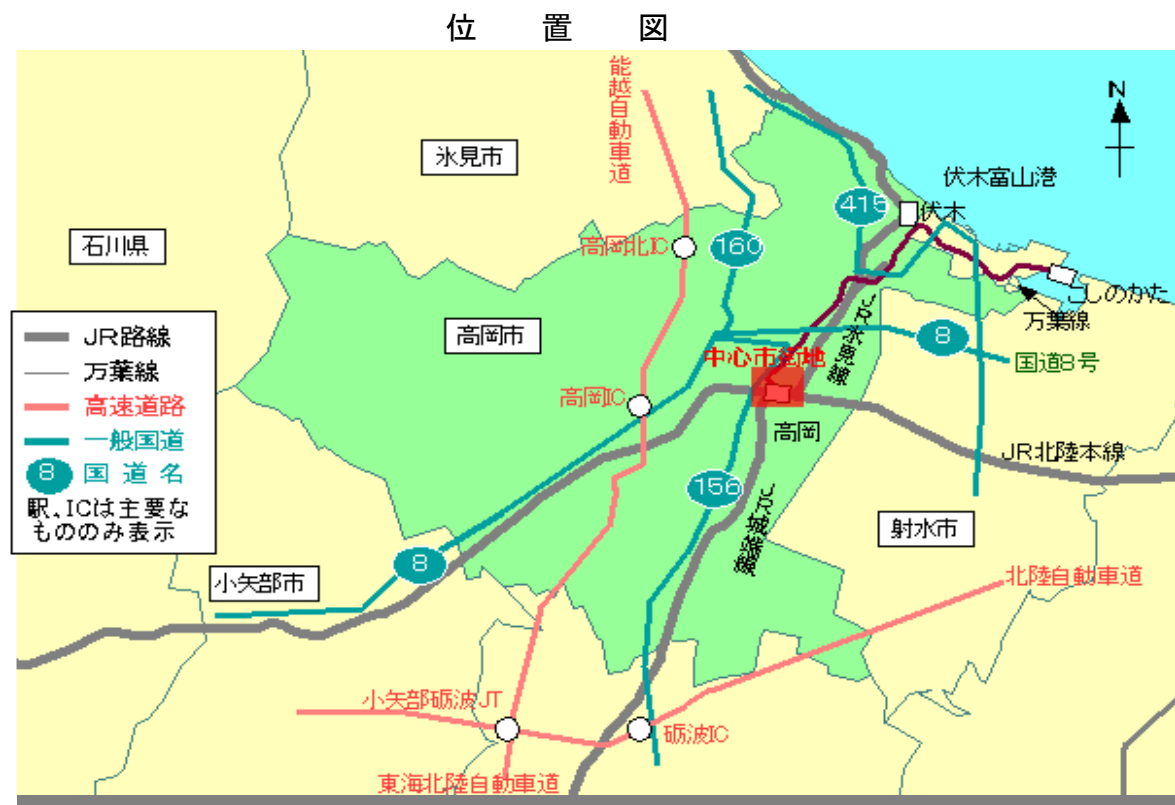 位 置 図
能越自動車道
氷見市
石川県
高岡市
高岡北IC
160
415
伏木
伏木富山港
N
こしのかた
万葉線
8
国道8号
JR氷見線
中心市街地
高岡IC
高岡
JR北陸本線
156
JR城端線
射水市
北陸自動車道
JR路線
万葉線
高速道路
一般国道
8 国 道 名
駅、ICは主要な
もののみ表示
小矢部市
8
小矢部砺波JT
砺波IC
東海北陸自動車道